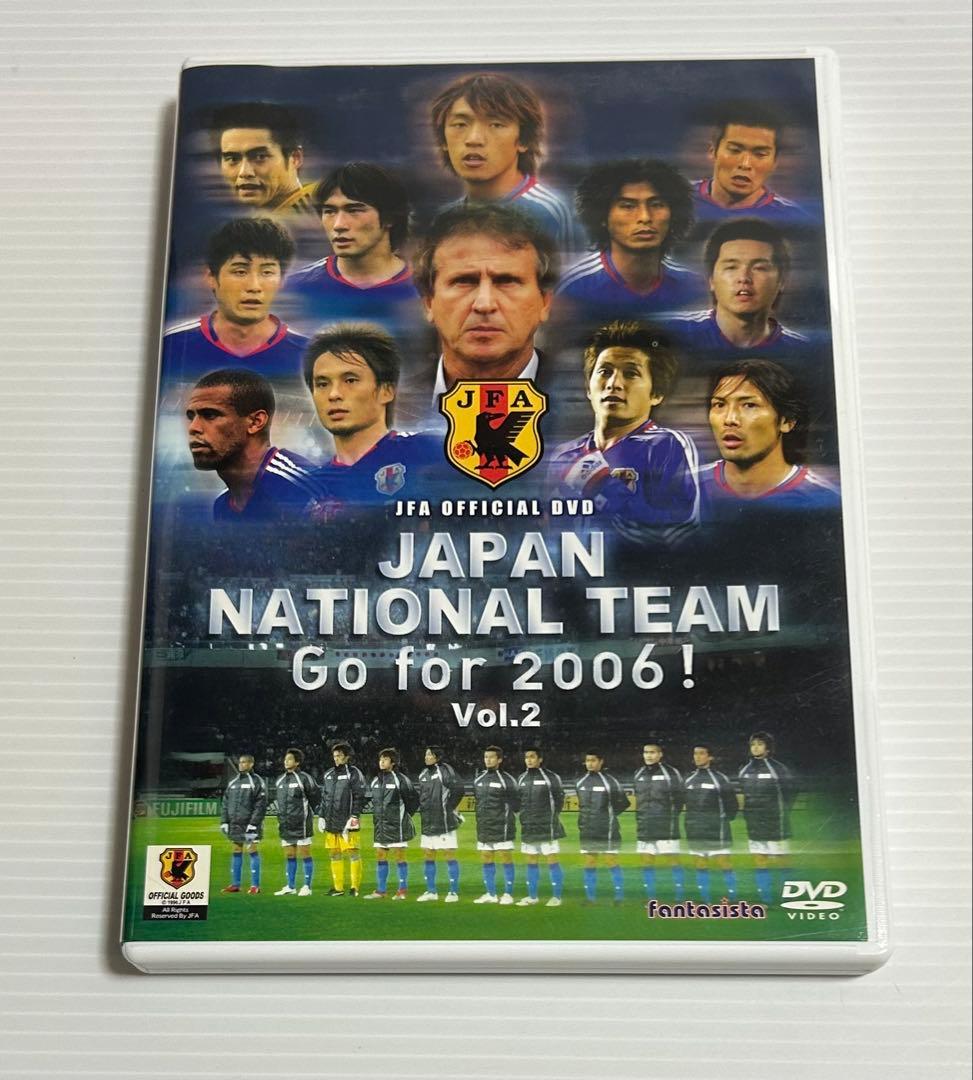 JFA
JFA OFFICIAL DVD
JAPAN
NATIONAL TEAM
Go for 2006!
Vol.2
FUJIFILM
JFA
OFFICIAL GOODS
© 1996 J F A
All Rights
Reserved By JFA
fantasista
DVD
VIDEO